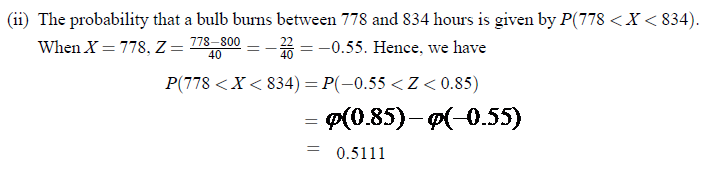 (ii) The probability that a bulb burns between 778 and 834 hours is given by P(778 < X < 834).
When X = 778, Z = 778−800/40 = −22/40 = −0.55. Hence, we have
P(778 < X < 834) = P(−0.55 < Z < 0.85)
= φ(0.85) − φ(−0.55)
= 0.5111